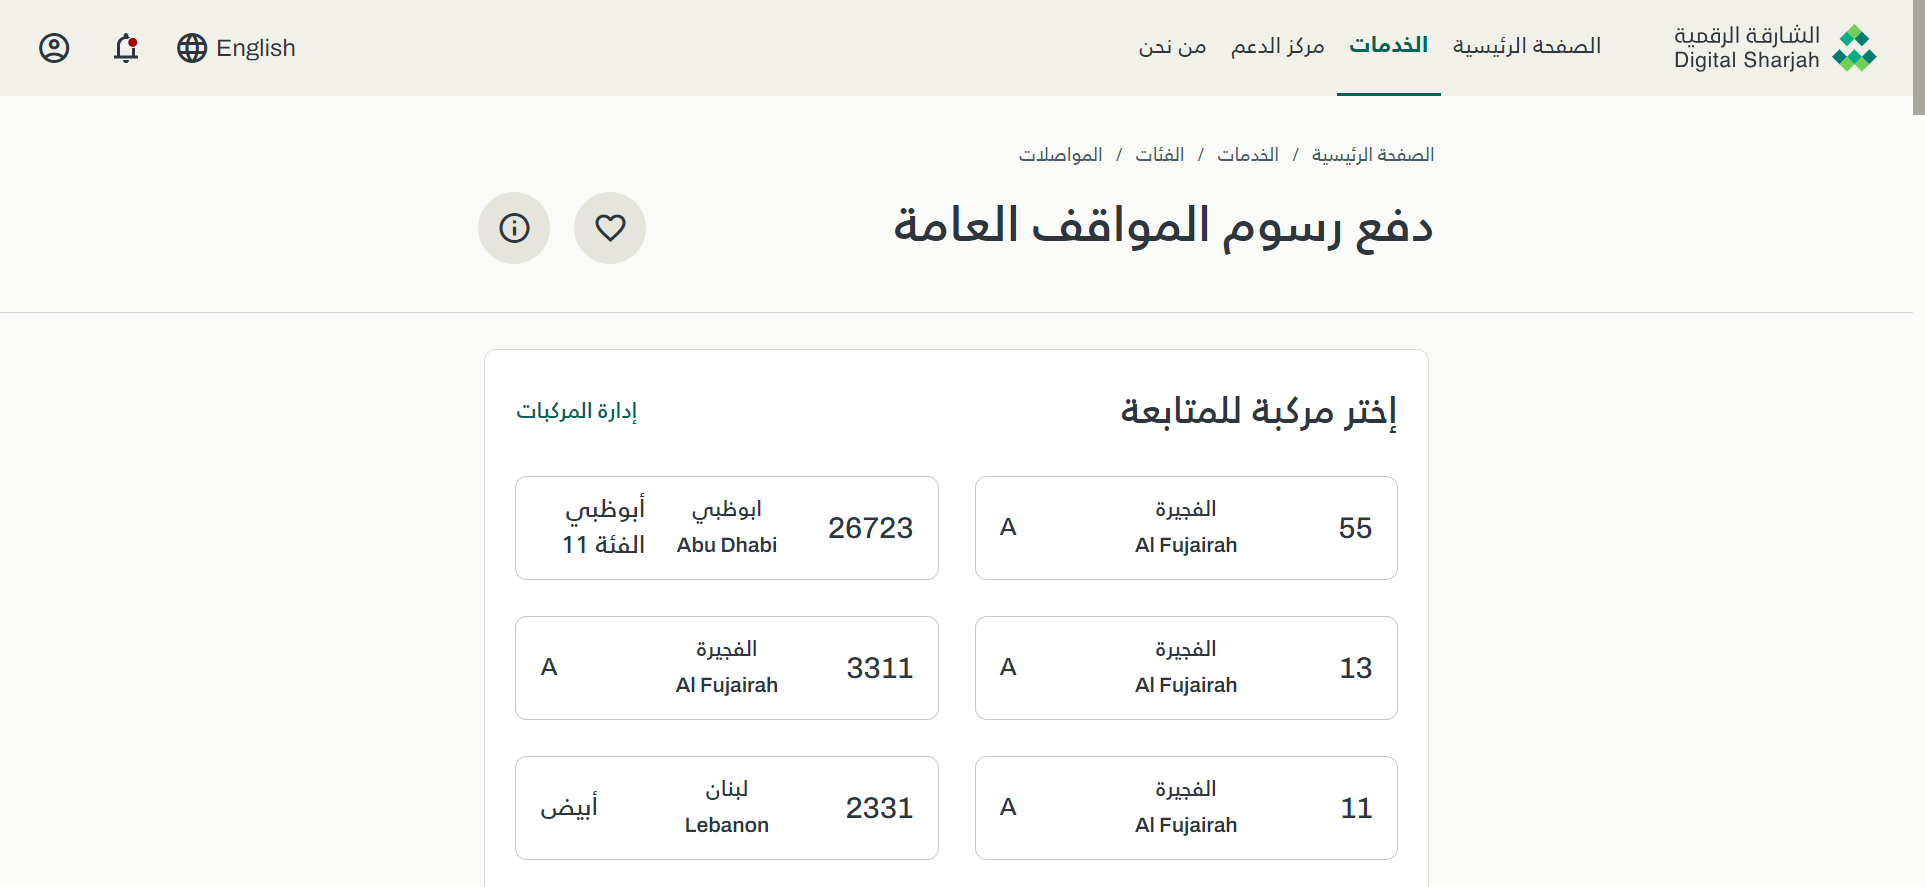 الشارقة الرقمية
Digital Sharjah
الصفحة الرئيسية
الخدمات
مركز الدعم
من نحن
English
الصفحة الرئيسية / الخدمات / الفئات / المواصلات
دفع رسوم المواقف العامة
إختر مركبة للمتابعة
إدارة المركبات
55
الفجيرة
Al Fujairah
A
26723
ابوظبي
Abu Dhabi
أبوظبي
الفئة 11
13
الفجيرة
Al Fujairah
A
3311
الفجيرة
Al Fujairah
A
11
الفجيرة
Al Fujairah
A
2331
لبنان
Lebanon
أبيض